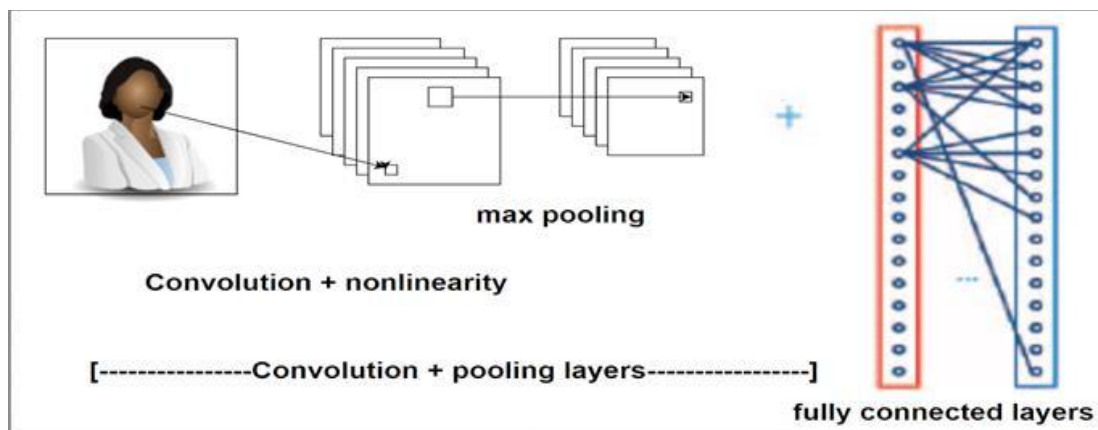 max pooling
Convolution + nonlinearity
[---------------Convolution + pooling layers----------------]
fully connected layers
+
...